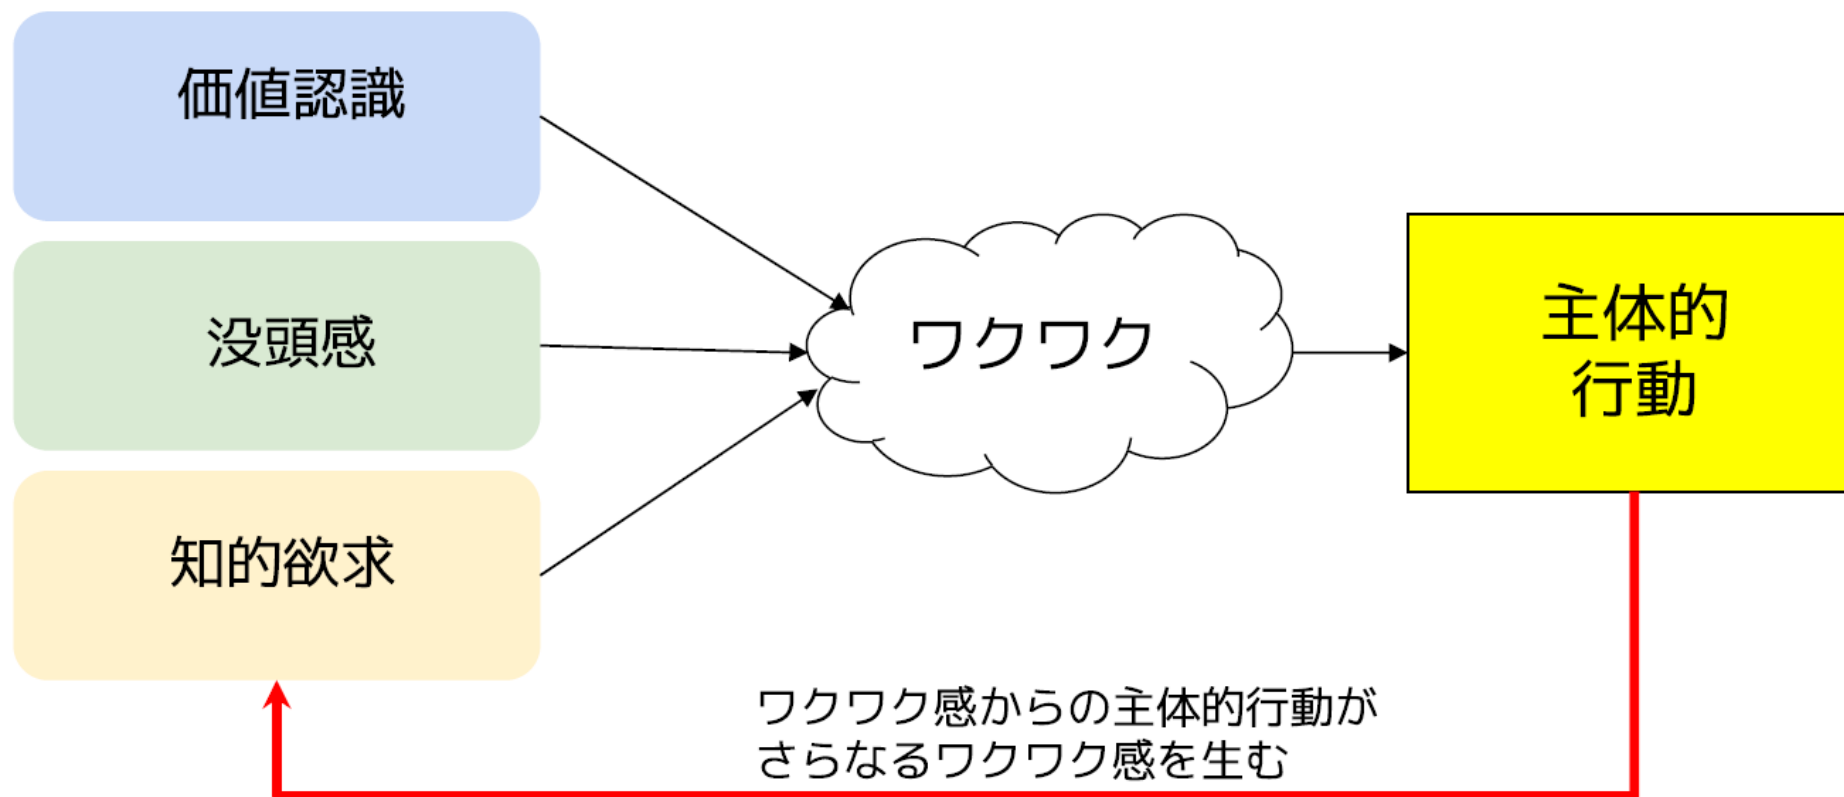 価値認識
没頭感
知的欲求
ワクワク
主体的
行動
ワクワク感からの主体的行動が
さらなるワクワク感を生む